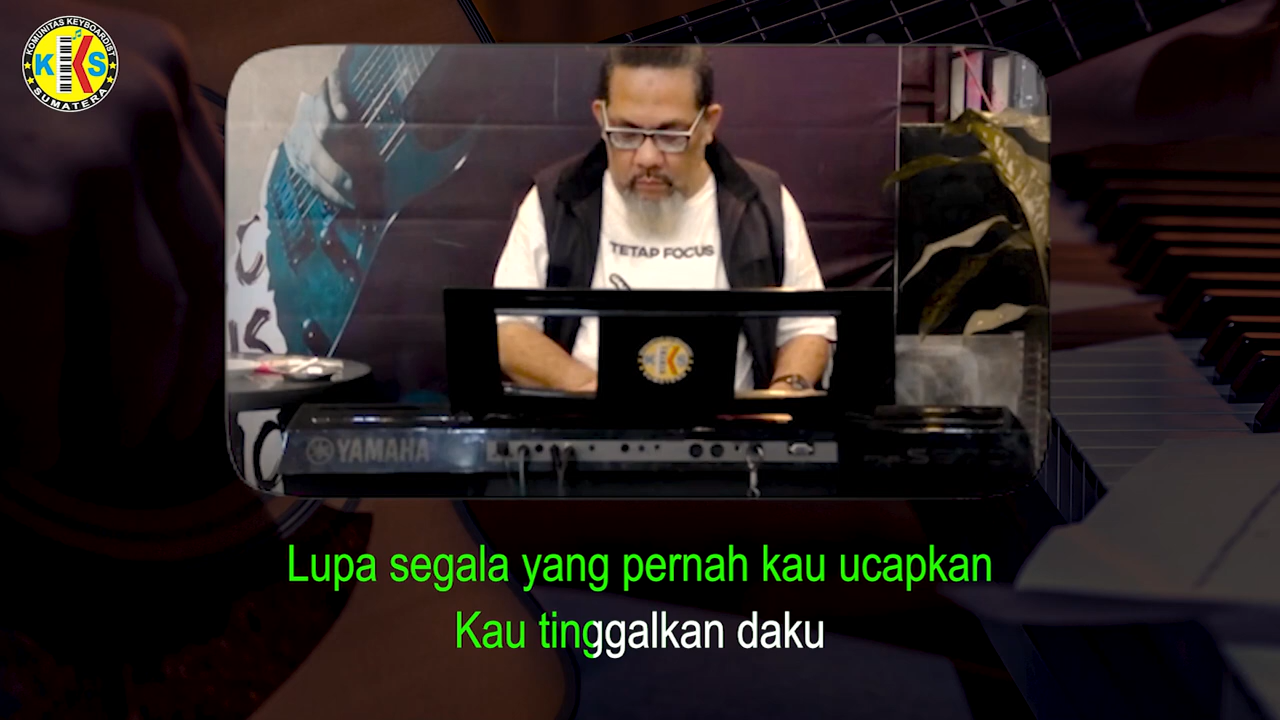 KOMUNITAS KEYBOARDIST
KKS
SUMATERA
TETAP FOCUS
YAMAHA
Lupa segala yang pernah kau ucapkan
Kau tinggalkan daku